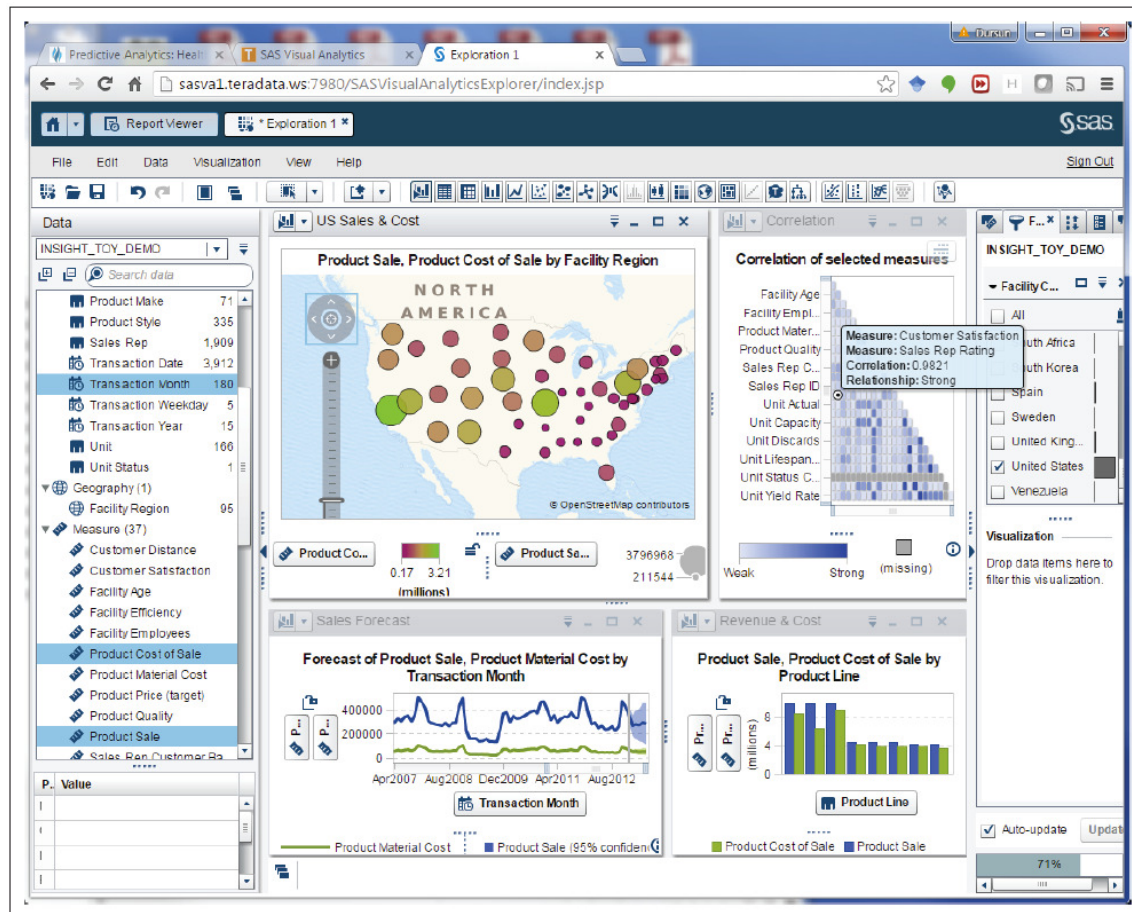 Dursun
Predictive Analytics: Healt
SAS Visual Analytics
Exploration 1
sasva1.teradata.ws:7980/SASVisualAnalyticsExplorer/index.jsp
Report Viewer
* Exploration 1
sas
File Edit Data Visualization View Help
Sign Out
Data
INSIGHT_TOY_DEMO
Search data
Product Make 71
Product Style 335
Sales Rep 1,909
Transaction Date 3,912
Transaction Month 180
Transaction Weekday 5
Transaction Year 15
Unit 166
Unit Status 1
Geography (1)
Facility Region 95
Measure (37)
Customer Distance
Customer Satisfaction
Facility Age
Facility Efficiency
Facility Employees
Product Cost of Sale
Product Material Cost
Product Price (target)
Product Quality
Product Sale
Sales Rep Customer Ra
P.. Value
US Sales & Cost
Product Sale, Product Cost of Sale by Facility Region
NORTH
AMERICA
© OpenStreetMap contributors
Product Co...
0.17 3.21
(millions)
Product Sa...
3796968
211544
Correlation
Correlation of selected measures
Facility Age
Facility Empl...
Product Mater...
Product Quality
Sales Rep C...
Sales Rep ID
Unit Actual
Unit Capacity
Unit Discards
Unit Lifespan...
Unit Status C...
Unit Yield Rate
Measure: Customer Satisfaction
Measure: Sales Rep Rating
Correlation: 0.9821
Relationship: Strong
Weak Strong (missing)
F...
INSIGHT_TOY_DEMO
Facility C...
All
uth Africa
South Korea
Spain
Sweden
United King...
United States
Venezuela
Visualization
Drop data items here to
filter this visualization.
Auto-update Updat
71%
Sales Forecast
Forecast of Product Sale, Product Material Cost by
Transaction Month
P...
P...
400000
200000
0
Apr2007 Aug2008 Dec2009 Apr2011 Aug2012
Transaction Month
Product Material Cost Product Sale (95% confiden
Revenue & Cost
Product Sale, Product Cost of Sale by
Product Line
Pr...
Pr...
(millions)
8
4
0
Product Line
Product Cost of Sale Product Sale